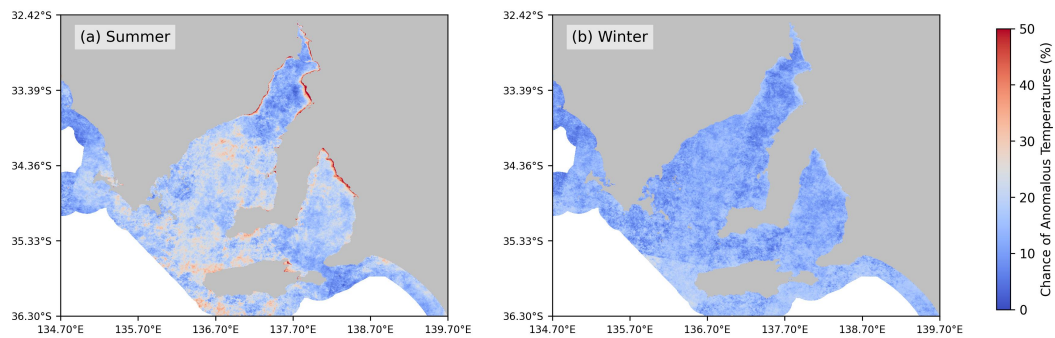 (a) Summer
32.42°S
33.39°S
34.36°S
35.33°S
36.30°S
134.70°E 135.70°E 136.70°E 137.70°E 138.70°E 139.70°E
(b) Winter
32.42°S
33.39°S
34.36°S
35.33°S
36.30°S
134.70°E 135.70°E 136.70°E 137.70°E 138.70°E 139.70°E
50
40
30
20
10
0
Chance of Anomalous Temperatures (%)